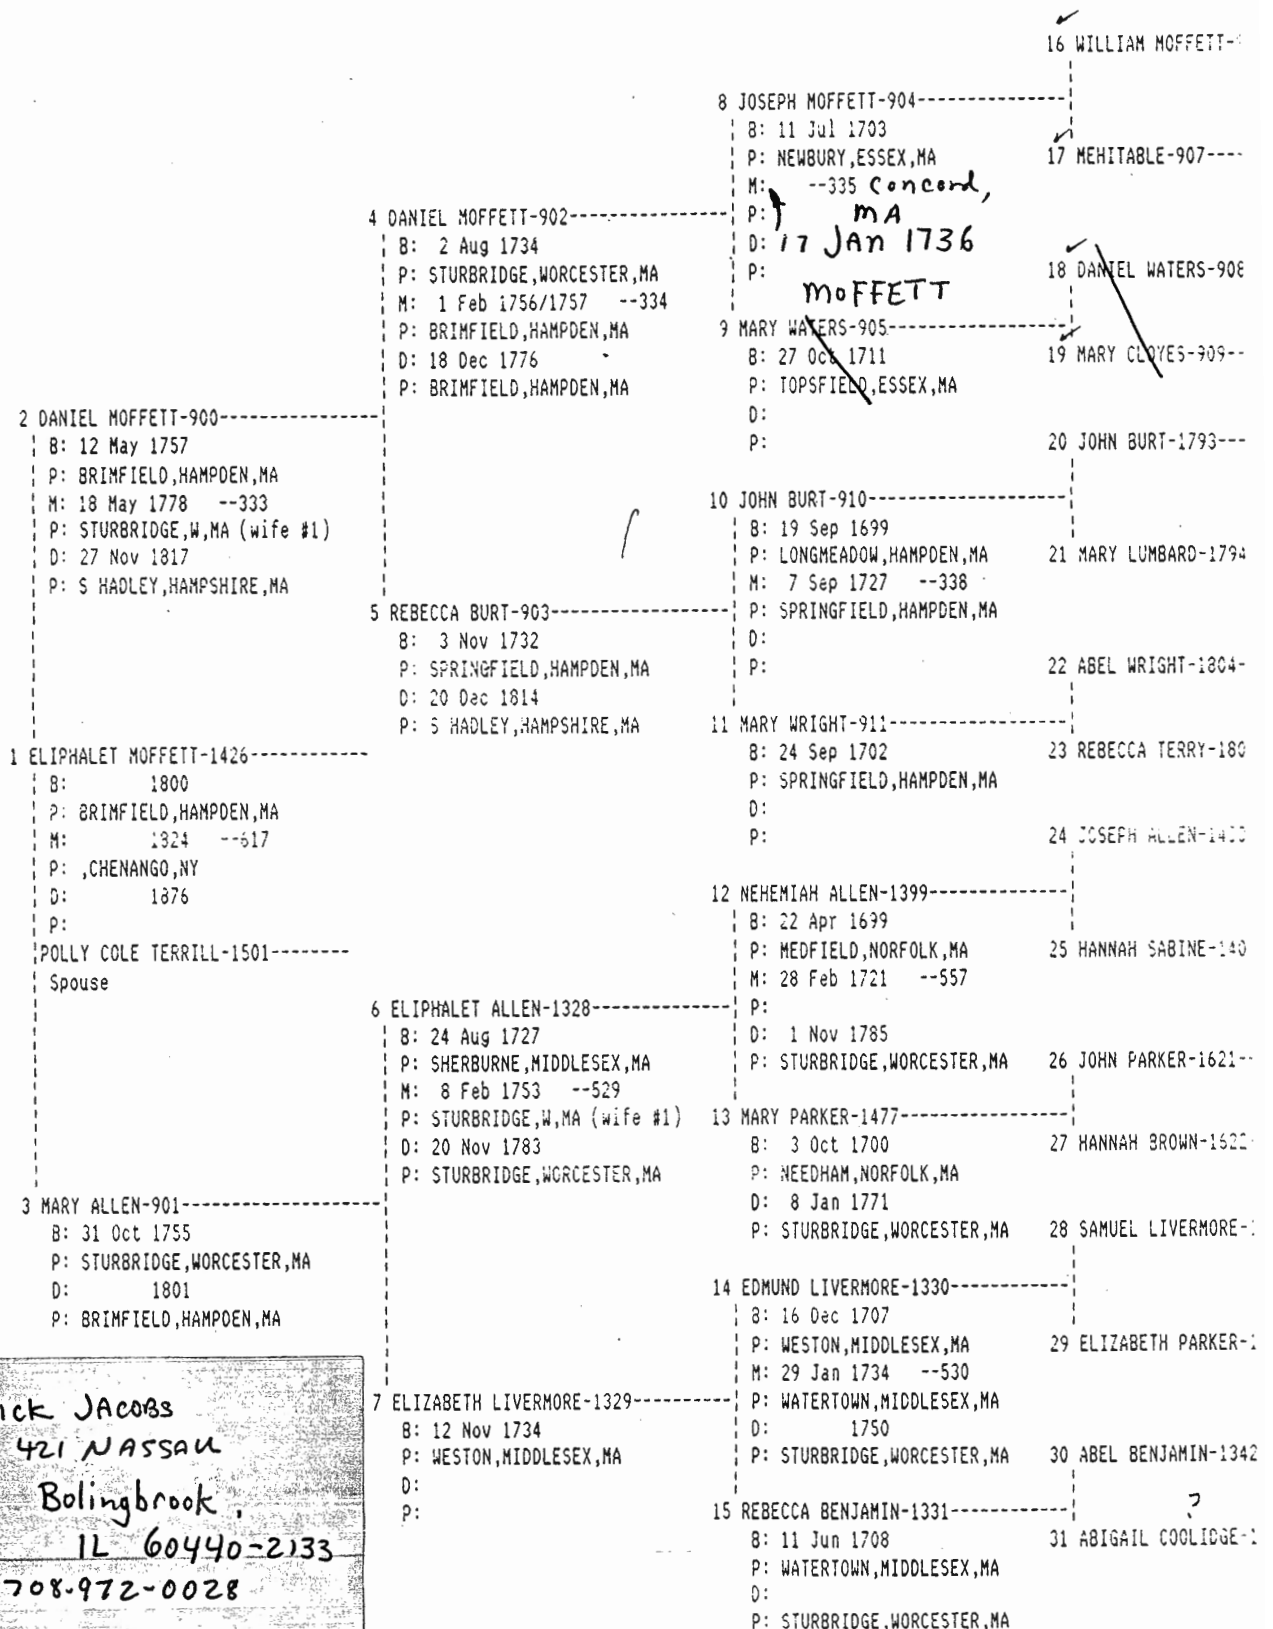 16 WILLIAM MOFFETT-
8 JOSEPH MOFFETT-904
B: 11 Jul 1703
P: NEWBURY,ESSEX,MA
M: --335 Concord,
P: MA
D: 17 JAn 1736
P:
17 MEHITABLE-907----
4 DANIEL MOFFETT-902
B: 2 Aug 1734
P: STURBRIDGE,WORCESTER,MA
M: 1 Feb 1756/1757 --334
P: BRIMFIELD,HAMPDEN,MA
D: 18 Dec 1776
P: BRIMFIELD,HAMPDEN,MA
18 DANIEL WATERS-908
MOFFETT
9 MARY WATERS-905
B: 27 Oct 1711
P: TOPSFIELD,ESSEX,MA
D:
P:
19 MARY CLOYES-909--
2 DANIEL MOFFETT-900
B: 12 May 1757
P: BRIMFIELD,HAMPDEN,MA
M: 18 May 1778 --333
P: STURBRIDGE,W,MA (wife #1)
D: 27 Nov 1817
P: S HADLEY,HAMPSHIRE,MA
20 JOHN BURT-1793---
10 JOHN BURT-910
B: 19 Sep 1699
P: LONGMEADOW,HAMPDEN,MA
M: 7 Sep 1727 --338
P: SPRINGFIELD,HAMPDEN,MA
D:
P:
21 MARY LUMBARD-1794
5 REBECCA BURT-903
B: 3 Nov 1732
P: SPRINGFIELD,HAMPDEN,MA
D: 20 Dec 1814
P: S HADLEY,HAMPSHIRE,MA
22 ABEL WRIGHT-1804-
11 MARY WRIGHT-911
B: 24 Sep 1702
P: SPRINGFIELD,HAMPDEN,MA
D:
P:
23 REBECCA TERRY-180
1 ELIPHALET MOFFETT-1426
B: 1800
P: BRIMFIELD,HAMPDEN,MA
M: 1824 --617
P: ,CHENANGO,NY
D: 1876
P:
POLLY COLE TERRILL-1501
Spouse
24 JOSEPH ALLEN-
12 NEHEMIAH ALLEN-1399
B: 22 Apr 1699
P: MEDFIELD,NORFOLK,MA
M: 28 Feb 1721 --557
P:
D: 1 Nov 1785
P: STURBRIDGE,WORCESTER,MA
25 HANNAH SABINE-140
6 ELIPHALET ALLEN-1328
B: 24 Aug 1727
P: SHERBURNE,MIDDLESEX,MA
M: 8 Feb 1753 --529
P: STURBRIDGE,W,MA (wife #1)
D: 20 Nov 1783
P: STURBRIDGE,WORCESTER,MA
26 JOHN PARKER-1621--
13 MARY PARKER-1477
B: 3 Oct 1700
P: NEEDHAM,NORFOLK,MA
D: 8 Jan 1771
P: STURBRIDGE,WORCESTER,MA
27 HANNAH BROWN-1622
3 MARY ALLEN-901
B: 31 Oct 1755
P: STURBRIDGE,WORCESTER,MA
D: 1801
P: BRIMFIELD,HAMPDEN,MA
28 SAMUEL LIVERMORE-
14 EDMUND LIVERMORE-1330
B: 16 Dec 1707
P: WESTON,MIDDLESEX,MA
M: 29 Jan 1734 --530
P: WATERTOWN,MIDDLESEX,MA
D: 1750
P: STURBRIDGE,WORCESTER,MA
29 ELIZABETH PARKER-
7 ELIZABETH LIVERMORE-1329
B: 12 Nov 1734
P: WESTON,MIDDLESEX,MA
D:
P:
30 ABEL BENJAMIN-1342
15 REBECCA BENJAMIN-1331
B: 11 Jun 1708
P: WATERTOWN,MIDDLESEX,MA
D:
P: STURBRIDGE,WORCESTER,MA
?
31 ABIGAIL COOLIDGE-
ick JACOBS
421 NASSAU
Bolingbrook,
IL 60440-2133
708-972-0028